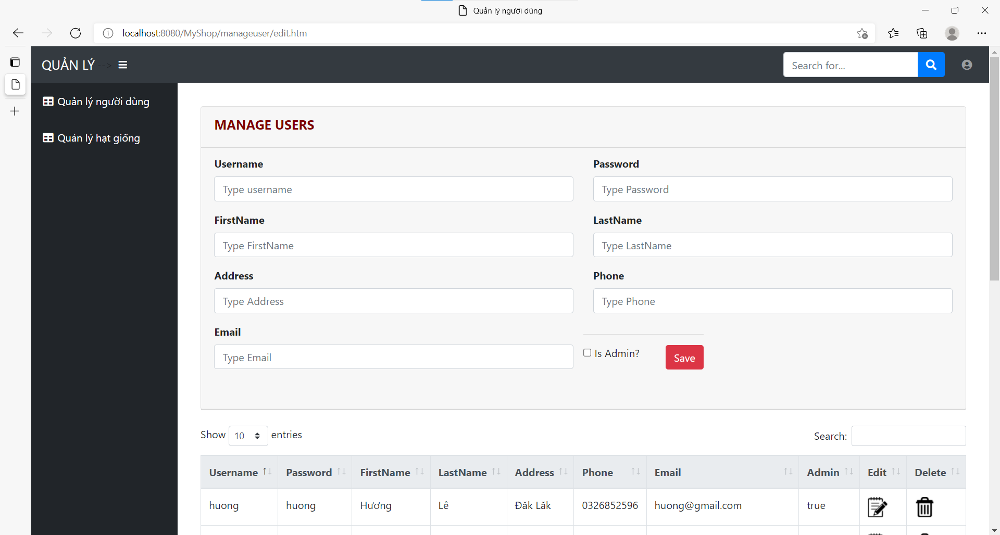 Quản lý người dùng
localhost:8080/MyShop/manageuser/edit.htm
QUẢN LÝ -->
Search for...
Quản lý người dùng
Quản lý hạt giống
MANAGE USERS
Username Password
Type username Type Password
FirstName LastName
Type FirstName Type LastName
Address Phone
Type Address Type Phone
Email
Type Email Is Admin? Save
Show 10 entries Search:
Username Password FirstName LastName Address Phone Email Admin Edit Delete
huong huong Hương Lê Đăk Lăk 0326852596 huong@gmail.com true